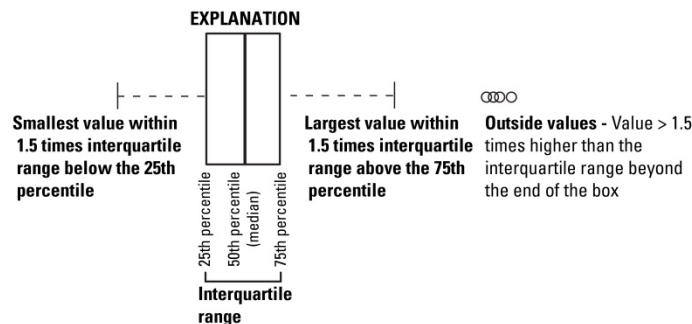 EXPLANATION
Smallest value within
1.5 times interquartile
range below the 25th
percentile
Largest value within
1.5 times interquartile
range above the 75th
percentile
Outside values - Value > 1.5
times higher than the
interquartile range beyond
the end of the box
25th percentile
50th percentile
(median)
75th percentile
Interquartile
range